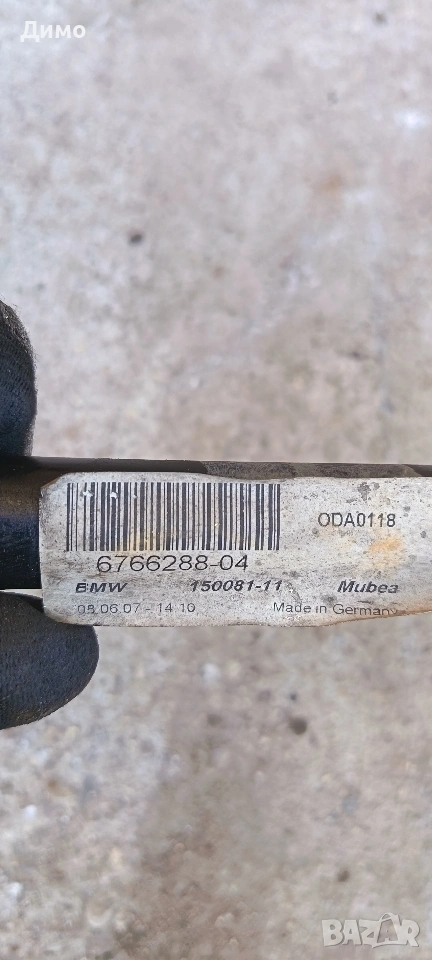 Димо
ODA0118
6766288-04
BMW 150081-11 Mubea
05.06.07 - 14 10 Made in Germany
BAZAR